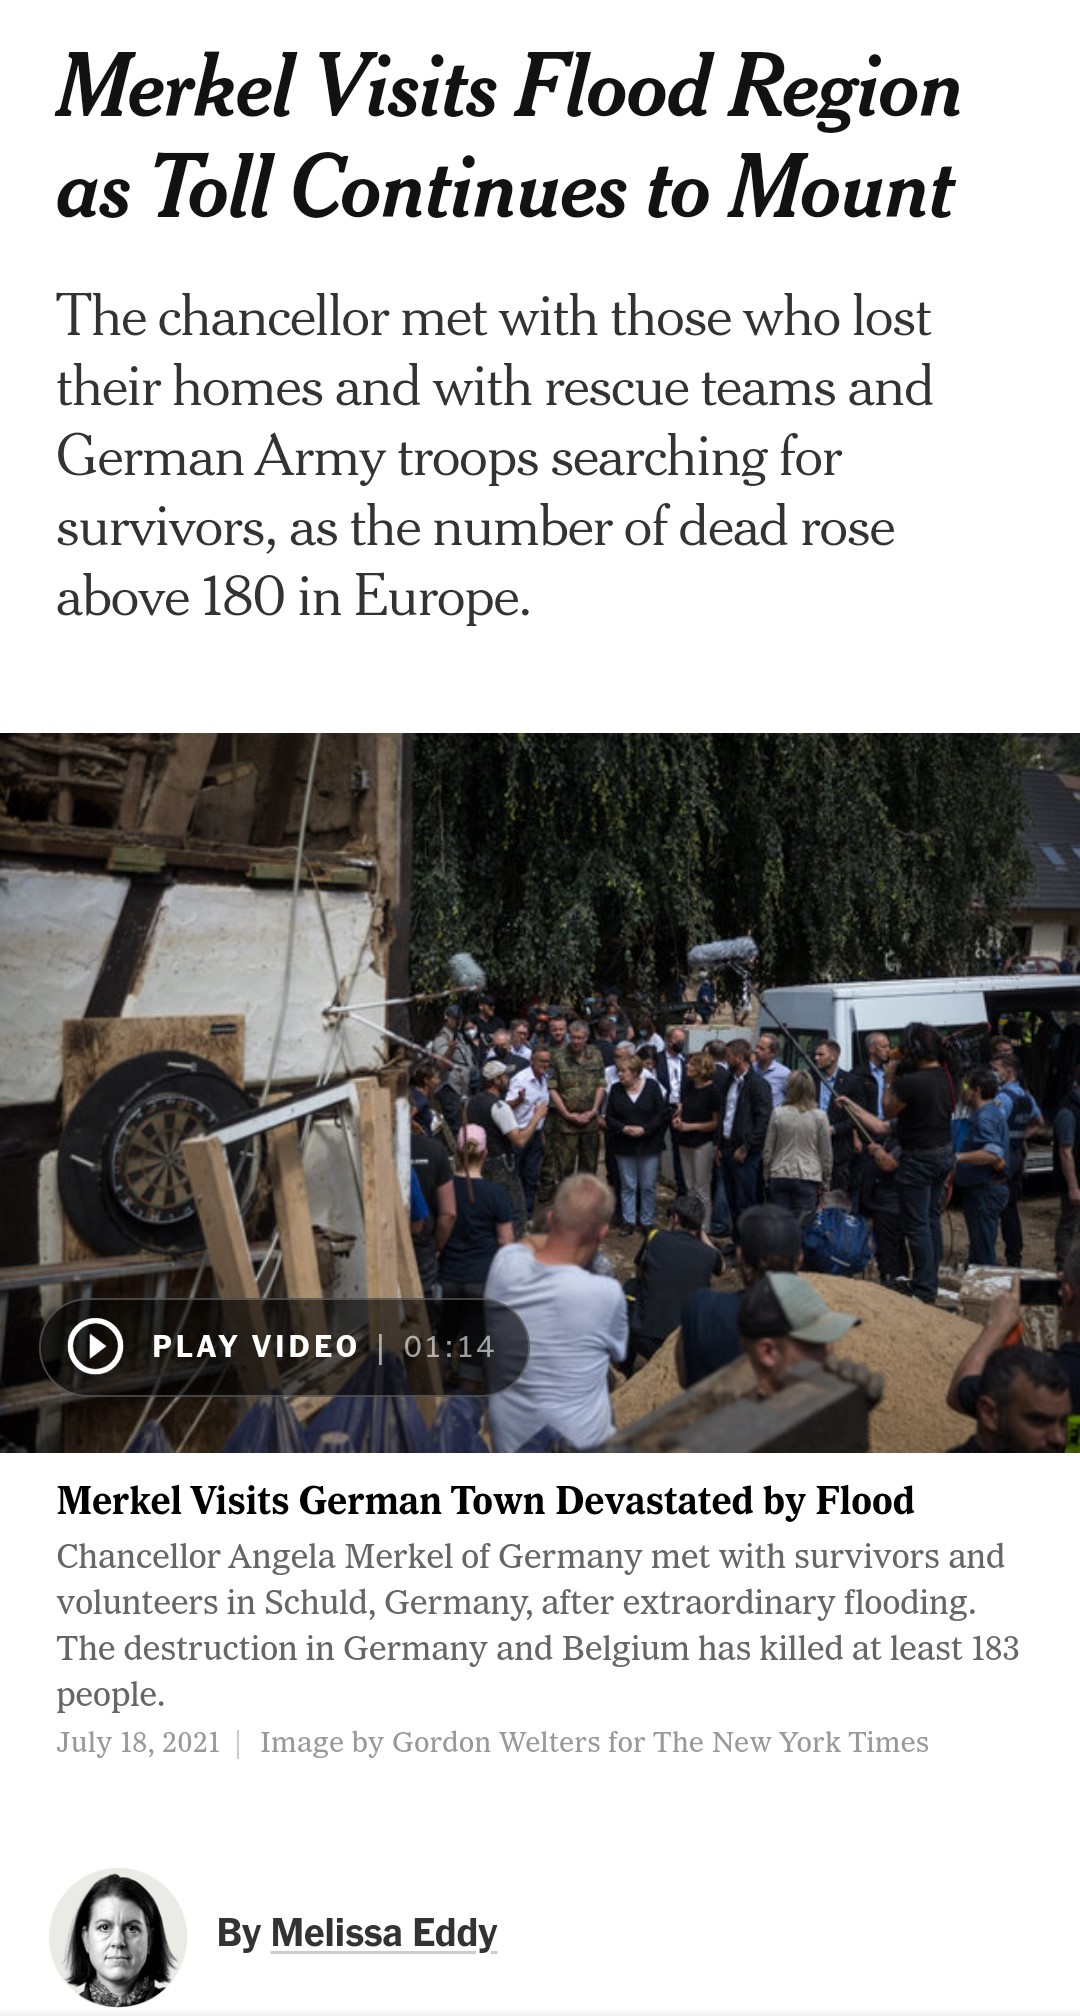 Merkel Visits Flood Region
as Toll Continues to Mount
The chancellor met with those who lost
their homes and with rescue teams and
German Army troops searching for
survivors, as the number of dead rose
above 180 in Europe.
PLAY VIDEO | 01:14
Merkel Visits German Town Devastated by Flood
Chancellor Angela Merkel of Germany met with survivors and
volunteers in Schuld, Germany, after extraordinary flooding.
The destruction in Germany and Belgium has killed at least 183
people.
July 18, 2021 | Image by Gordon Welters for The New York Times
By Melissa Eddy